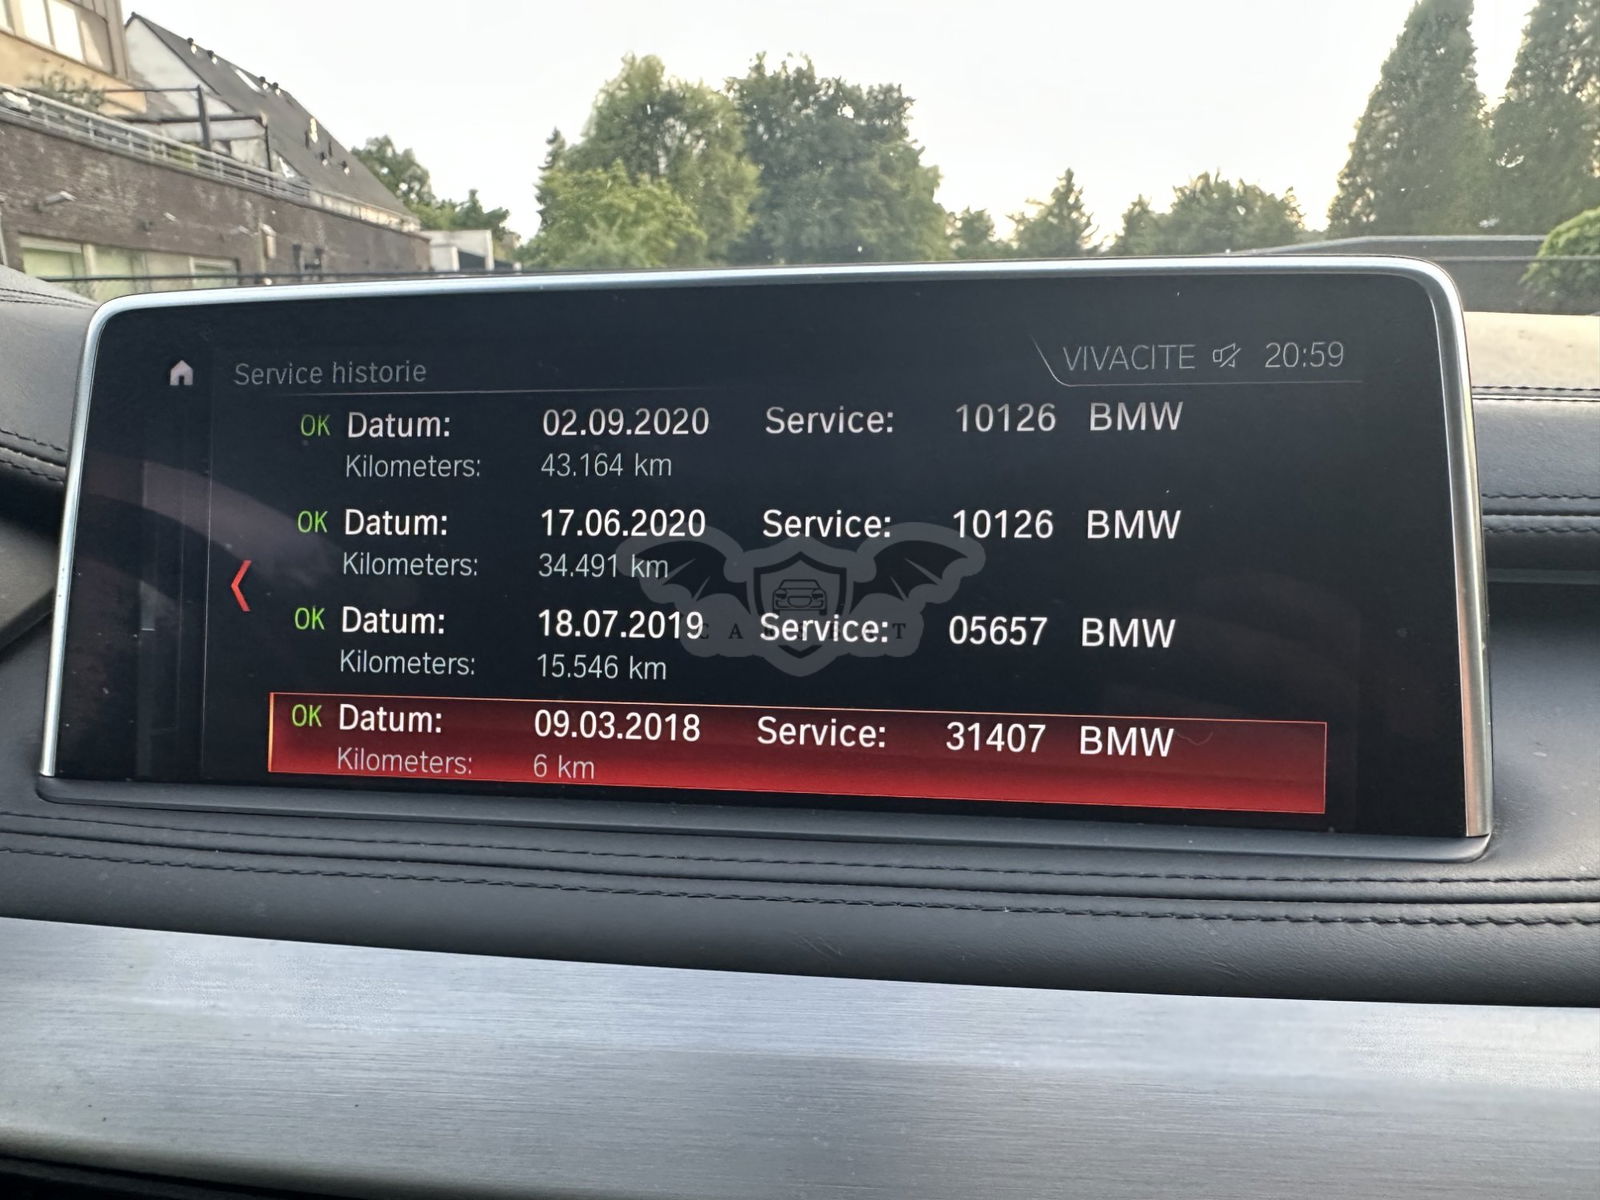 Service historie
VIVACITE 20:59
OK Datum: 02.09.2020 Service: 10126 BMW
Kilometers: 43.164 km
OK Datum: 17.06.2020 Service: 10126 BMW
Kilometers: 34.491 km
OK Datum: 18.07.2019 Service: 05657 BMW
Kilometers: 15.546 km
OK Datum: 09.03.2018 Service: 31407 BMW
Kilometers: 6 km